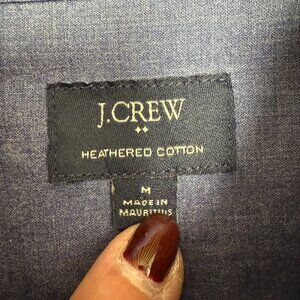 J.CREW
HEATHERED COTTON
M
MADE IN
MAURITIUS